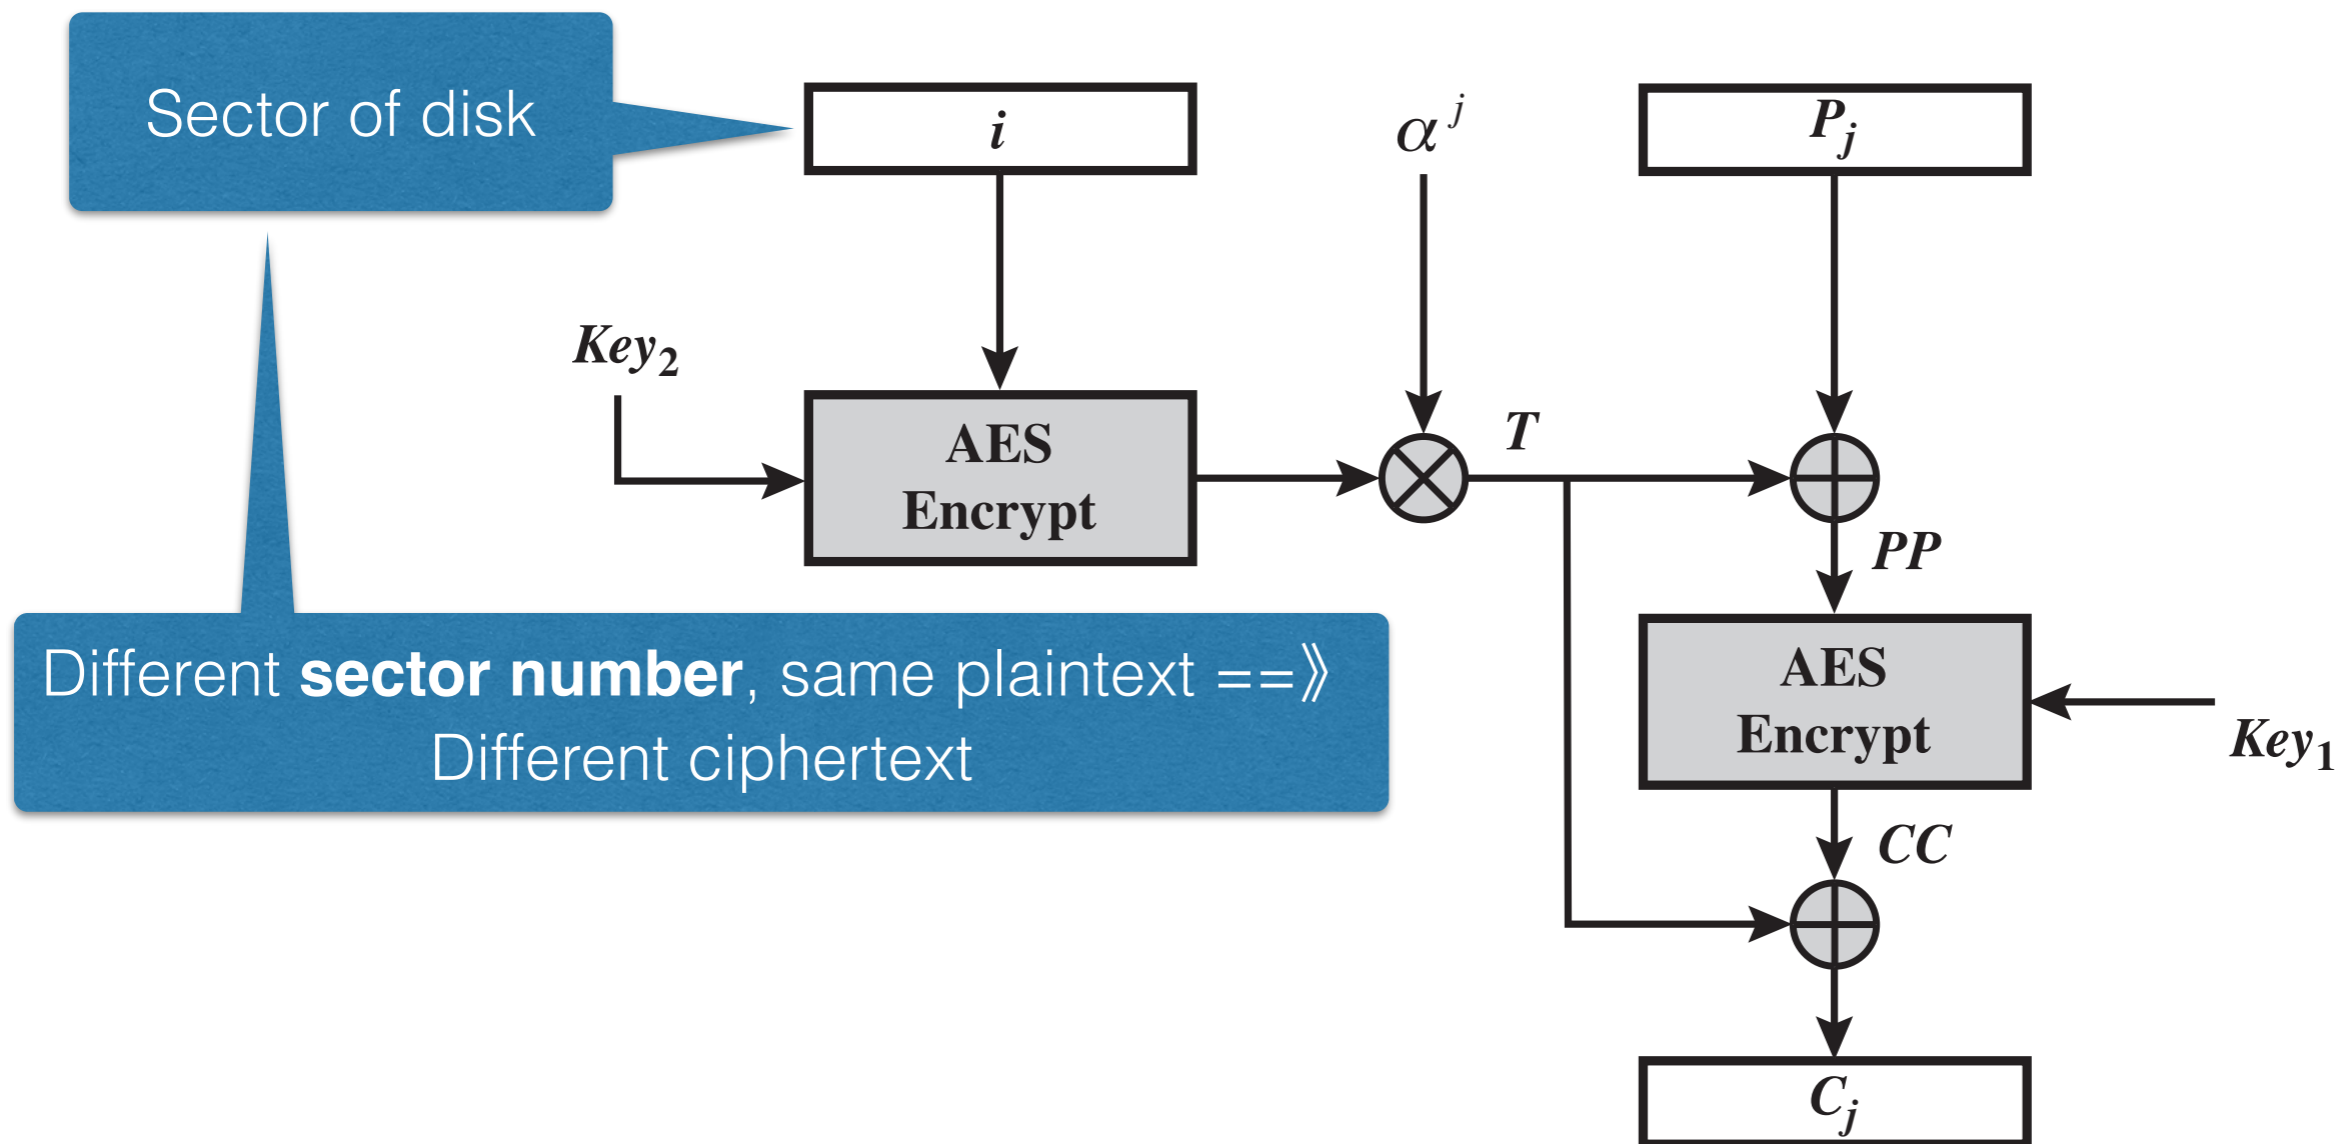 Sector of disk
i
α^j
P_j
Key_2
AES
Encrypt
T
PP
Different sector number, same plaintext ==》
Different ciphertext
AES
Encrypt
Key_1
CC
C_j